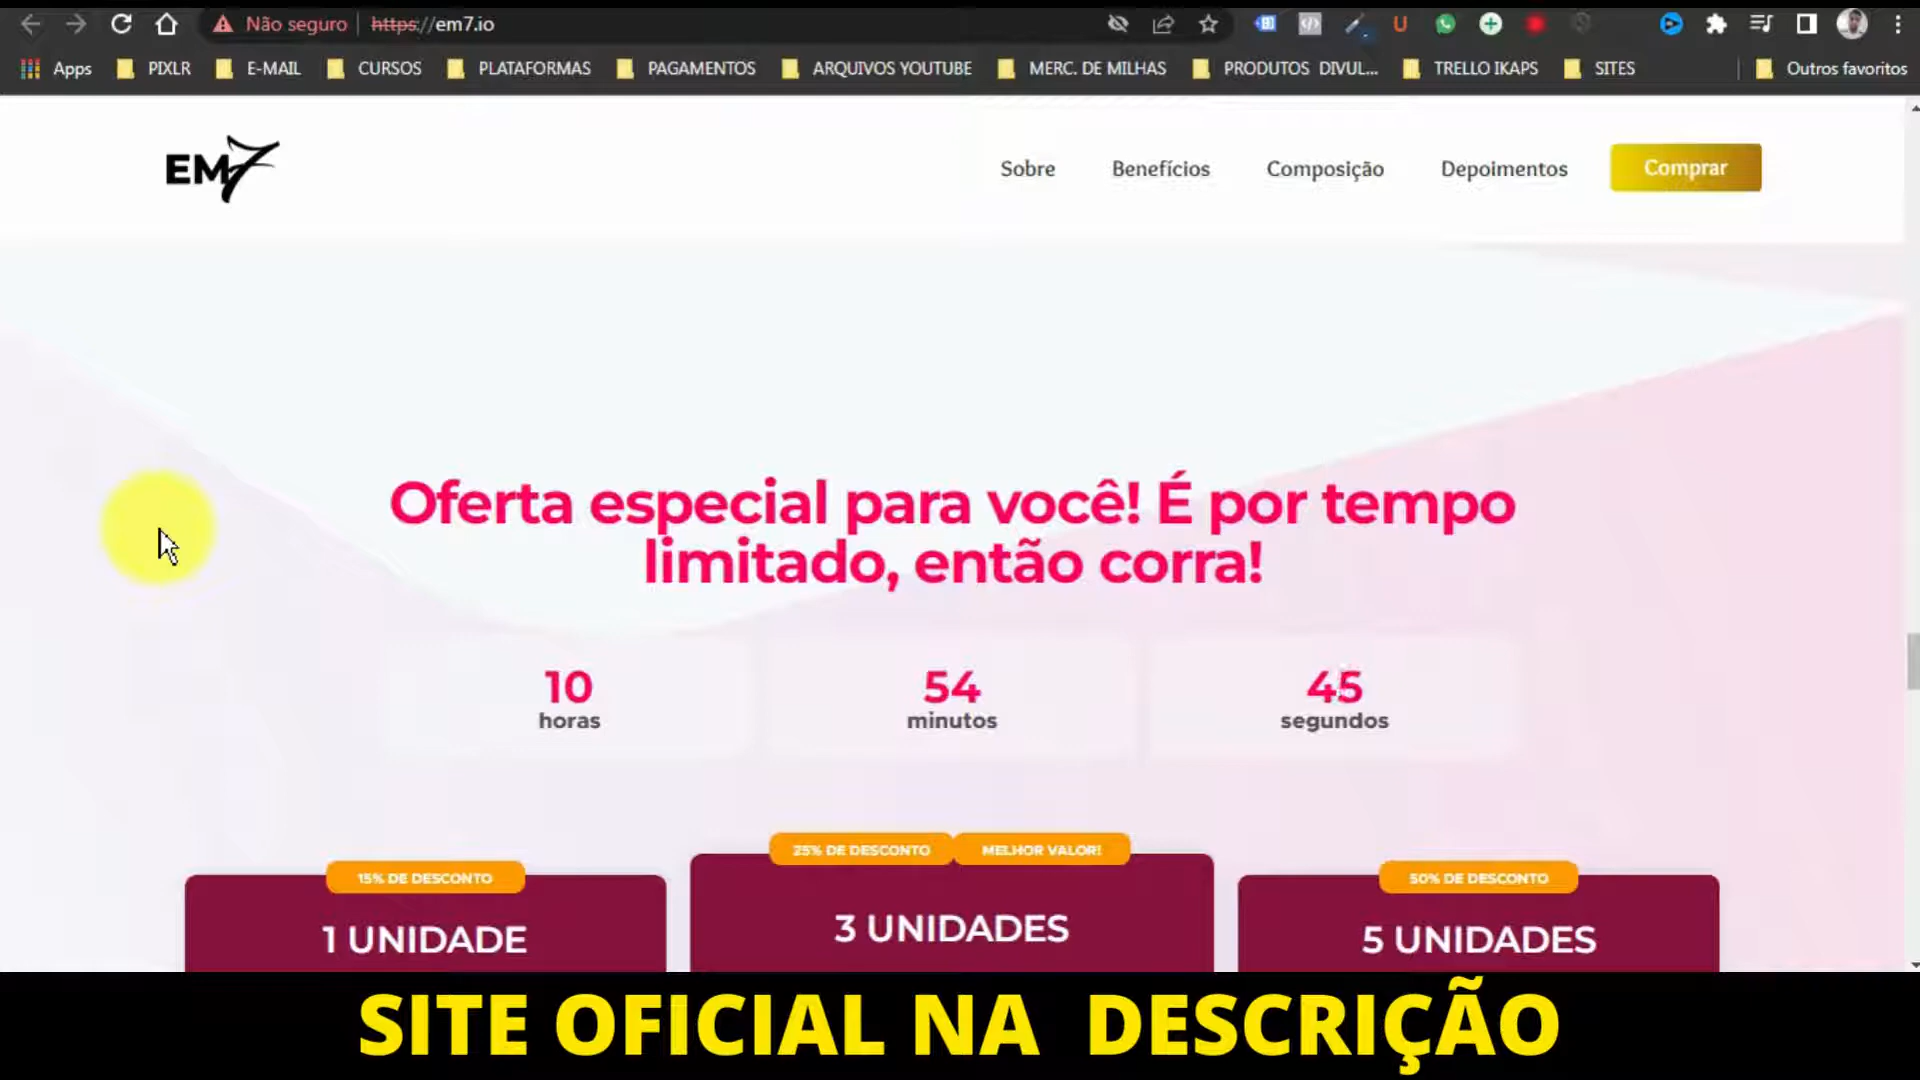 Não seguro https://em7.io
Apps PIXLR E-MAIL CURSOS PLATAFORMAS PAGAMENTOS ARQUIVOS YOUTUBE MERC. DE MILHAS PRODUTOS DIVUL... TRELLO IKAPS SITES Outros favoritos
EM7 Sobre Benefícios Composição Depoimentos Comprar
Oferta especial para você! É por tempo
limitado, então corra!
10 54 45
horas minutos segundos
15% DE DESCONTO 25% DE DESCONTO MELHOR VALOR! 50% DE DESCONTO
1 UNIDADE 3 UNIDADES 5 UNIDADES
SITE OFICIAL NA DESCRIÇÃO